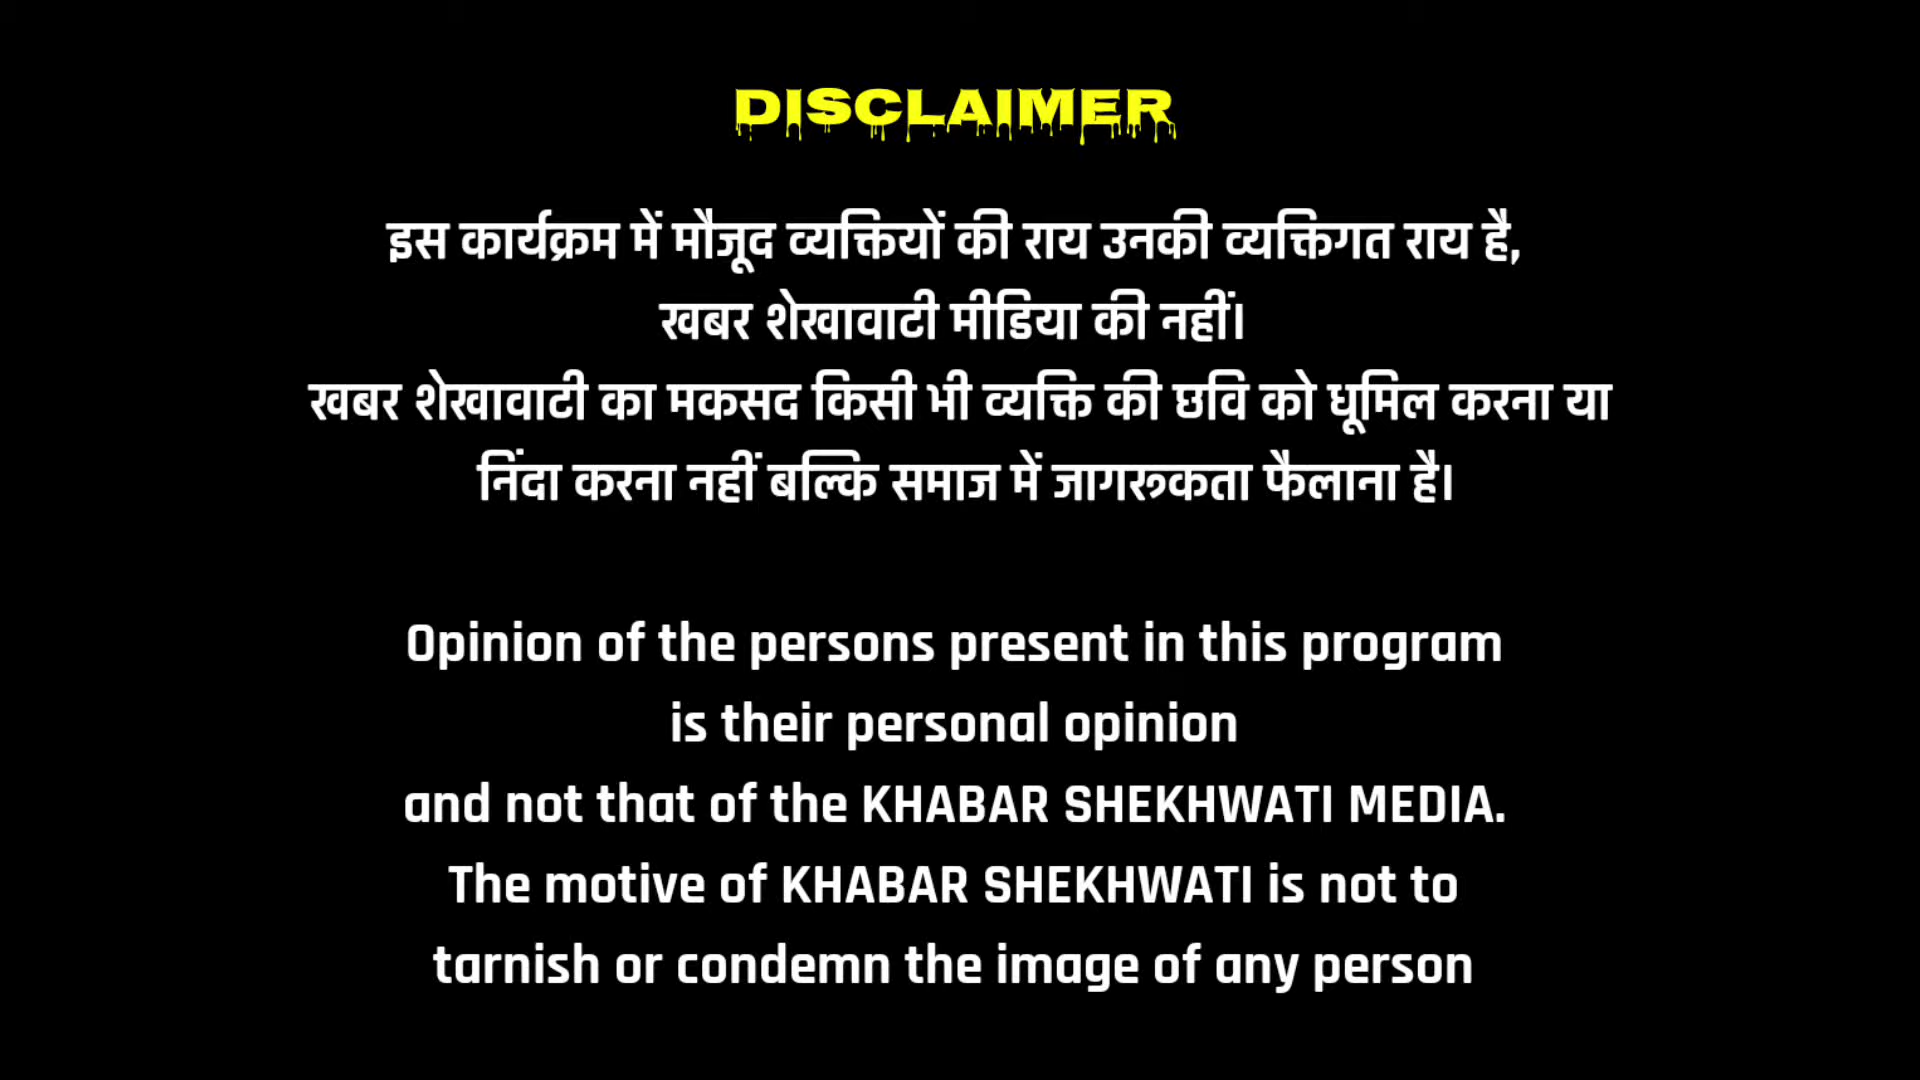 DISCLAIMER
इस कार्यक्रम में मौजूद व्यक्तियों की राय उनकी व्यक्तिगत राय है,
खबर शेखावाटी मीडिया की नहीं।
खबर शेखावाटी का मकसद किसी भी व्यक्ति की छवि को धूमिल करना या
निंदा करना नहीं बल्कि समाज में जागरूकता फैलाना है।
Opinion of the persons present in this program
is their personal opinion
and not that of the KHABAR SHEKHWATI MEDIA.
The motive of KHABAR SHEKHWATI is not to
tarnish or condemn the image of any person